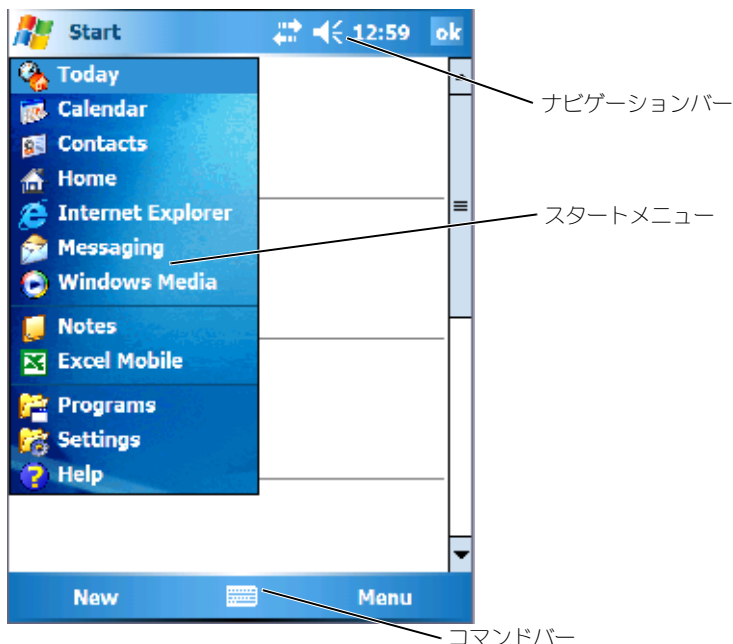 Start 12:59 ok
Today
Calendar
ナビゲーションバー
Contacts
Home
Internet Explorer
スタートメニュー
Messaging
Windows Media
Notes
Excel Mobile
Programs
Settings
Help
New Menu
コマンドバー